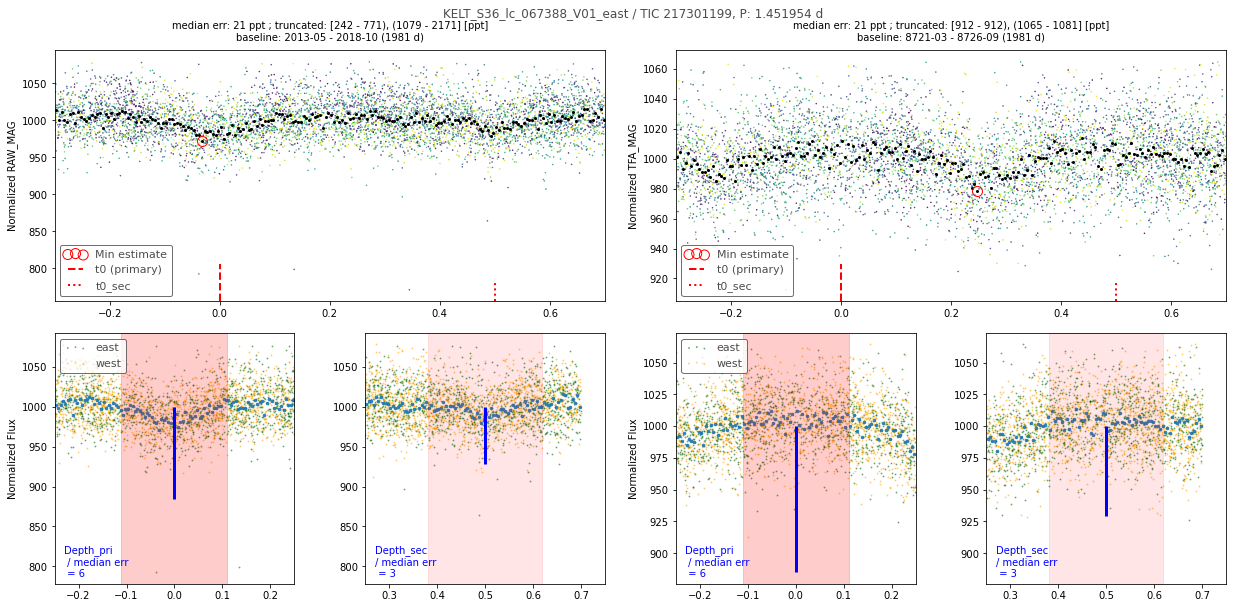 KELT_S36_lc_067388_V01_east / TIC 217301199, P: 1.451954 d
median err: 21 ppt ; truncated: [242 - 771), (1079 - 2171] [ppt]
baseline: 2013-05 - 2018-10 (1981 d)
median err: 21 ppt ; truncated: [912 - 912), (1065 - 1081] [ppt]
baseline: 8721-03 - 8726-09 (1981 d)
Normalized RAW_MAG
1050
1000
950
900
850
800
Min estimate
t0 (primary)
t0_sec
−0.2 0.0 0.2 0.4 0.6
Normalized TFA_MAG
1060
1040
1020
1000
980
960
940
920
Min estimate
t0 (primary)
t0_sec
−0.2 0.0 0.2 0.4 0.6
Normalized Flux
1050
1000
950
900
850
800
east
west
Depth_pri
/ median err
= 6
−0.2 −0.1 0.0 0.1 0.2
1050
1000
950
900
850
800
Depth_sec
/ median err
= 3
0.3 0.4 0.5 0.6 0.7
Normalized Flux
1050
1025
1000
975
950
925
900
east
west
Depth_pri
/ median err
= 6
−0.2 −0.1 0.0 0.1 0.2
1050
1025
1000
975
950
925
900
Depth_sec
/ median err
= 3
0.3 0.4 0.5 0.6 0.7